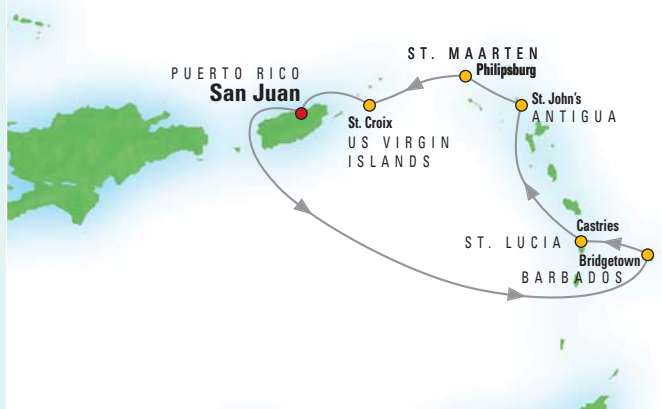 ST. MAARTEN
Philipsburg
PUERTO RICO
San Juan
St. John's
ANTIGUA
St. Croix
US VIRGIN
ISLANDS
Castries
ST. LUCIA
Bridgetown
BARBADOS